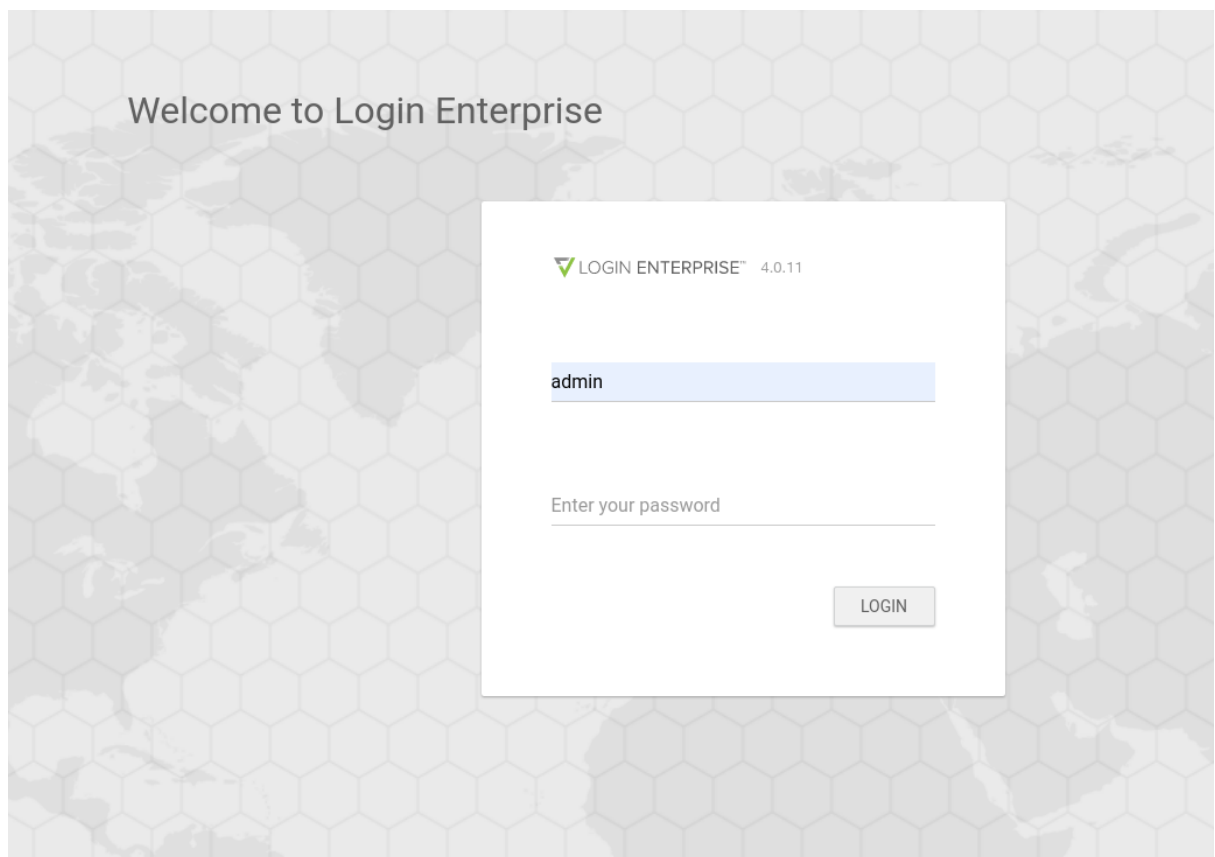 Welcome to Login Enterprise
LOGIN ENTERPRISE™ 4.0.11
admin
Enter your password
LOGIN